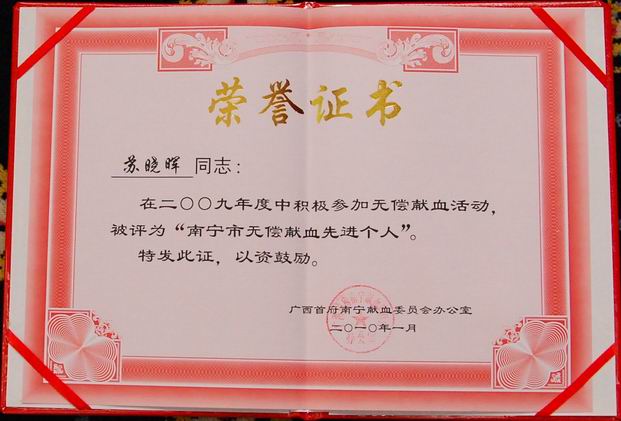 荣誉证书
苏晓晖 同志：
在二〇〇九年度中积极参加无偿献血活动，
被评为“南宁市无偿献血先进个人”。
特发此证，以资鼓励。
广西首府南宁献血委员会办公室
二〇一〇年一月